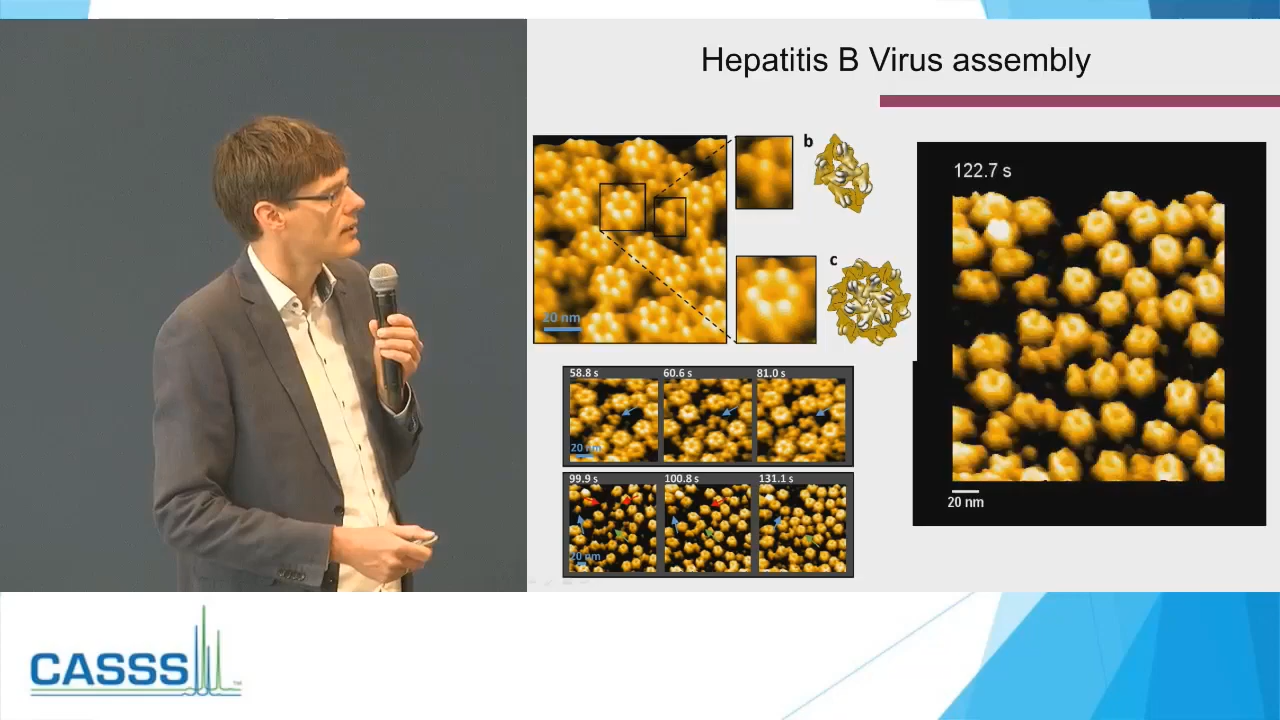 Hepatitis B Virus assembly
b
c
20 nm
122.7 s
20 nm
58.8 s 60.6 s 81.0 s
20 nm
99.9 s 100.8 s 131.1 s
20 nm
CASSS
TM